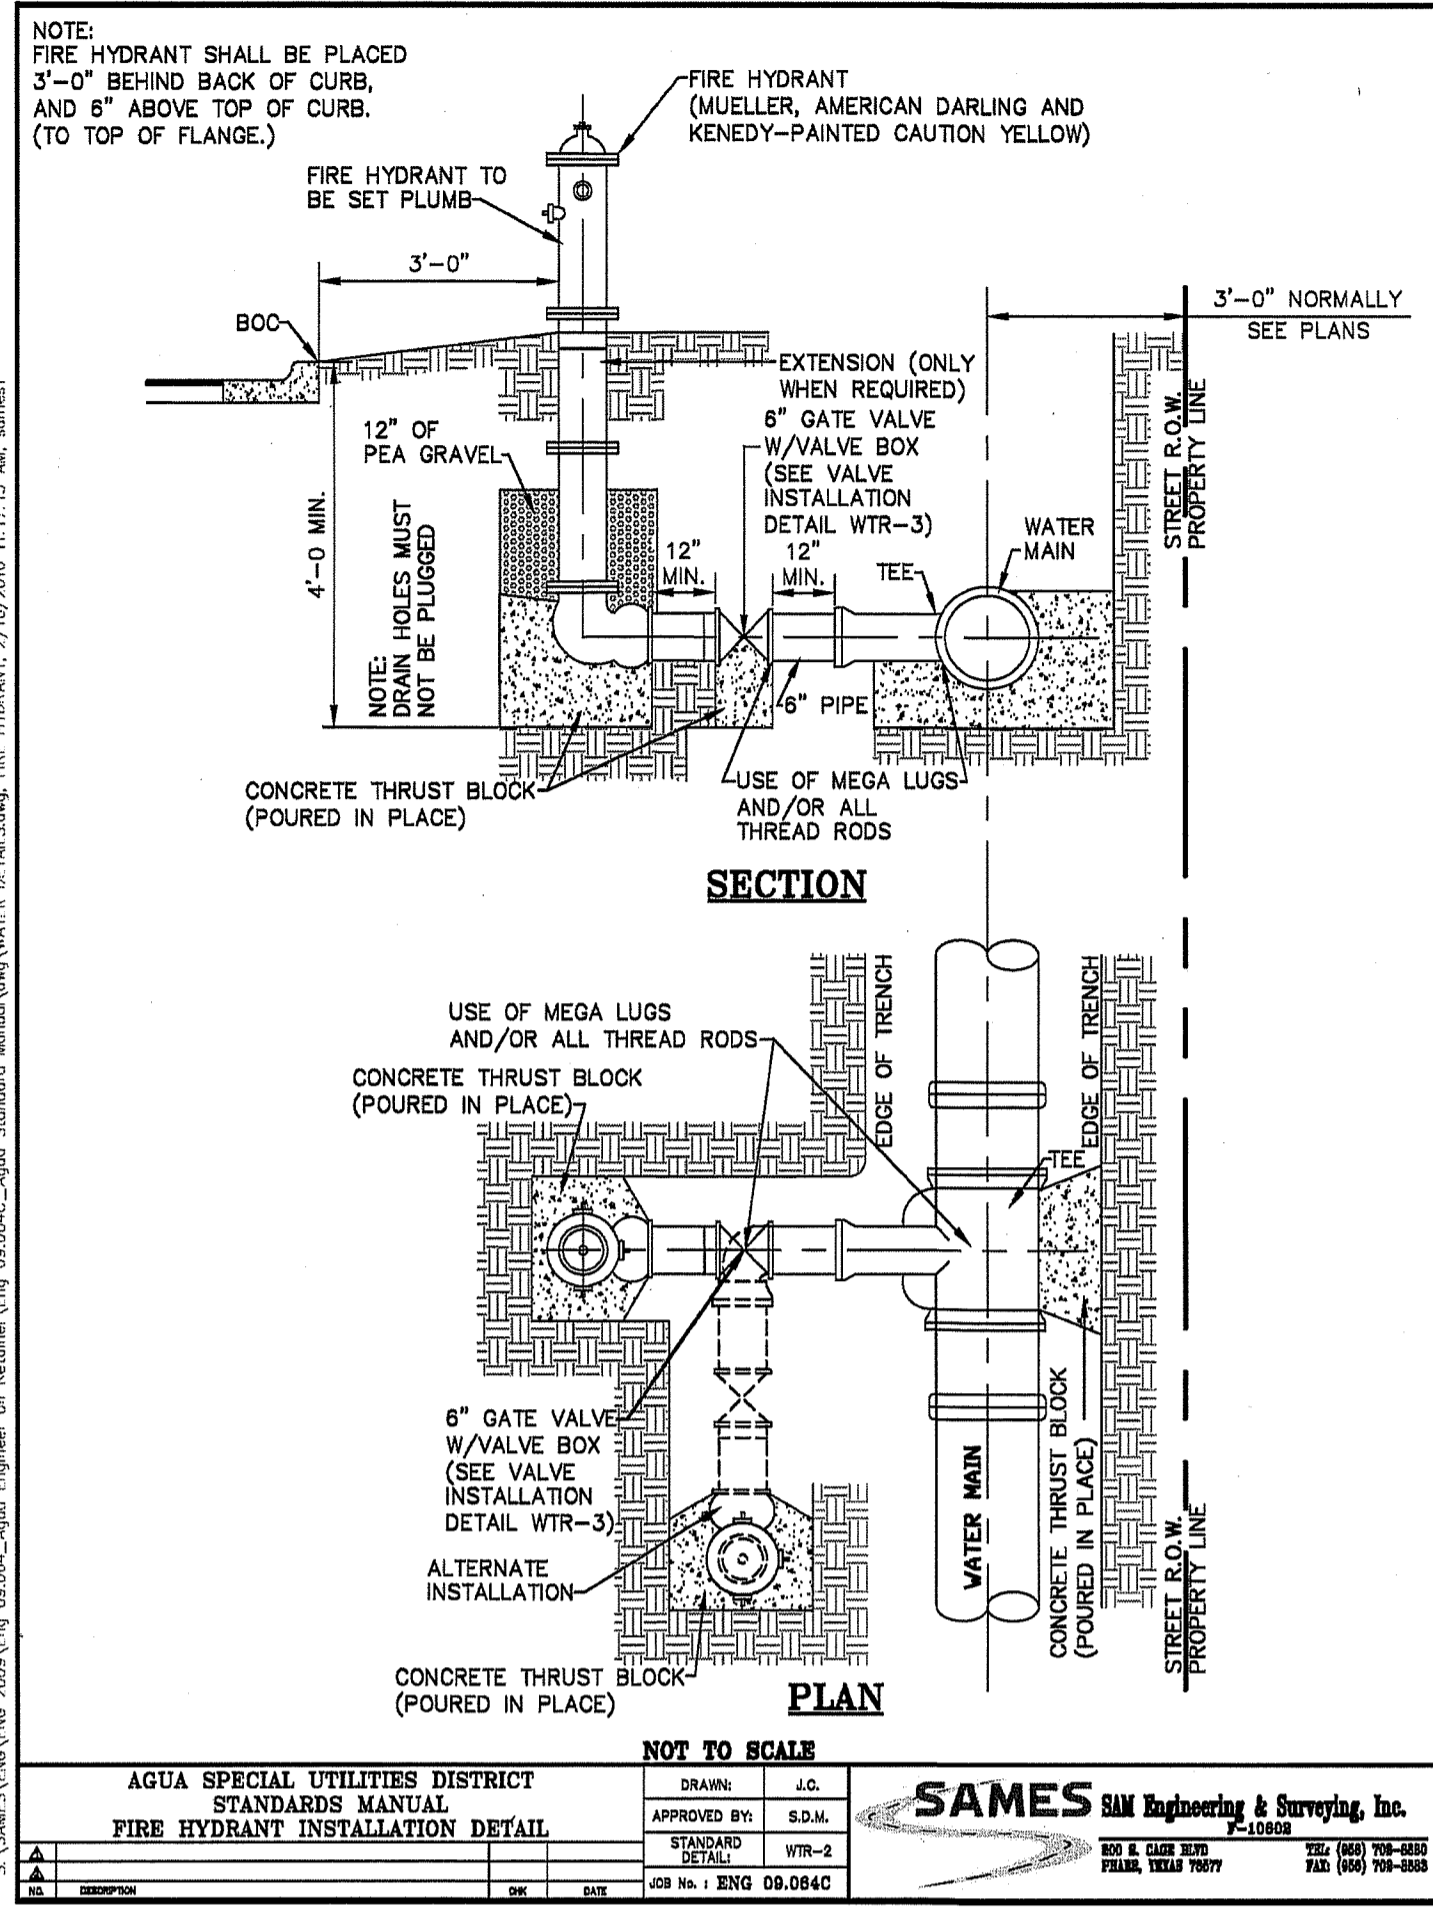 NOTE:
FIRE HYDRANT SHALL BE PLACED
3'-0" BEHIND BACK OF CURB,
AND 6" ABOVE TOP OF CURB.
(TO TOP OF FLANGE.)
FIRE HYDRANT
(MUELLER, AMERICAN DARLING AND
KENEDY-PAINTED CAUTION YELLOW)
FIRE HYDRANT TO
BE SET PLUMB
3'-0"
BOC
3'-0" NORMALLY
SEE PLANS
EXTENSION (ONLY
WHEN REQUIRED)
6" GATE VALVE
W/VALVE BOX
(SEE VALVE
INSTALLATION
DETAIL WTR-3)
12" OF
PEA GRAVEL
4'-0 MIN.
NOTE:
DRAIN HOLES MUST
NOT BE PLUGGED
12"
MIN.
12"
MIN.
TEE
WATER
MAIN
STREET R.O.W.
PROPERTY LINE
6" PIPE
CONCRETE THRUST BLOCK
(POURED IN PLACE)
USE OF MEGA LUGS
AND/OR ALL
THREAD RODS
SECTION
USE OF MEGA LUGS
AND/OR ALL THREAD RODS
CONCRETE THRUST BLOCK
(POURED IN PLACE)
EDGE OF TRENCH
EDGE OF TRENCH
TEE
6" GATE VALVE
W/VALVE BOX
(SEE VALVE
INSTALLATION
DETAIL WTR-3)
ALTERNATE
INSTALLATION
CONCRETE THRUST BLOCK
(POURED IN PLACE)
WATER MAIN
CONCRETE THRUST BLOCK
(POURED IN PLACE)
STREET R.O.W.
PROPERTY LINE
PLAN
NOT TO SCALE
AGUA SPECIAL UTILITIES DISTRICT
STANDARDS MANUAL
FIRE HYDRANT INSTALLATION DETAIL
NO. DESCRIPTION CHK DATE
DRAWN: J.C.
APPROVED BY: S.D.M.
STANDARD
DETAIL: WTR-2
JOB No. : ENG 09.064C
SAMES
SAM Engineering & Surveying, Inc.
F-10602
200 S. CAGE BLVD
PHARR, TEXAS 78577
TEL: (956)
FAX: (956)